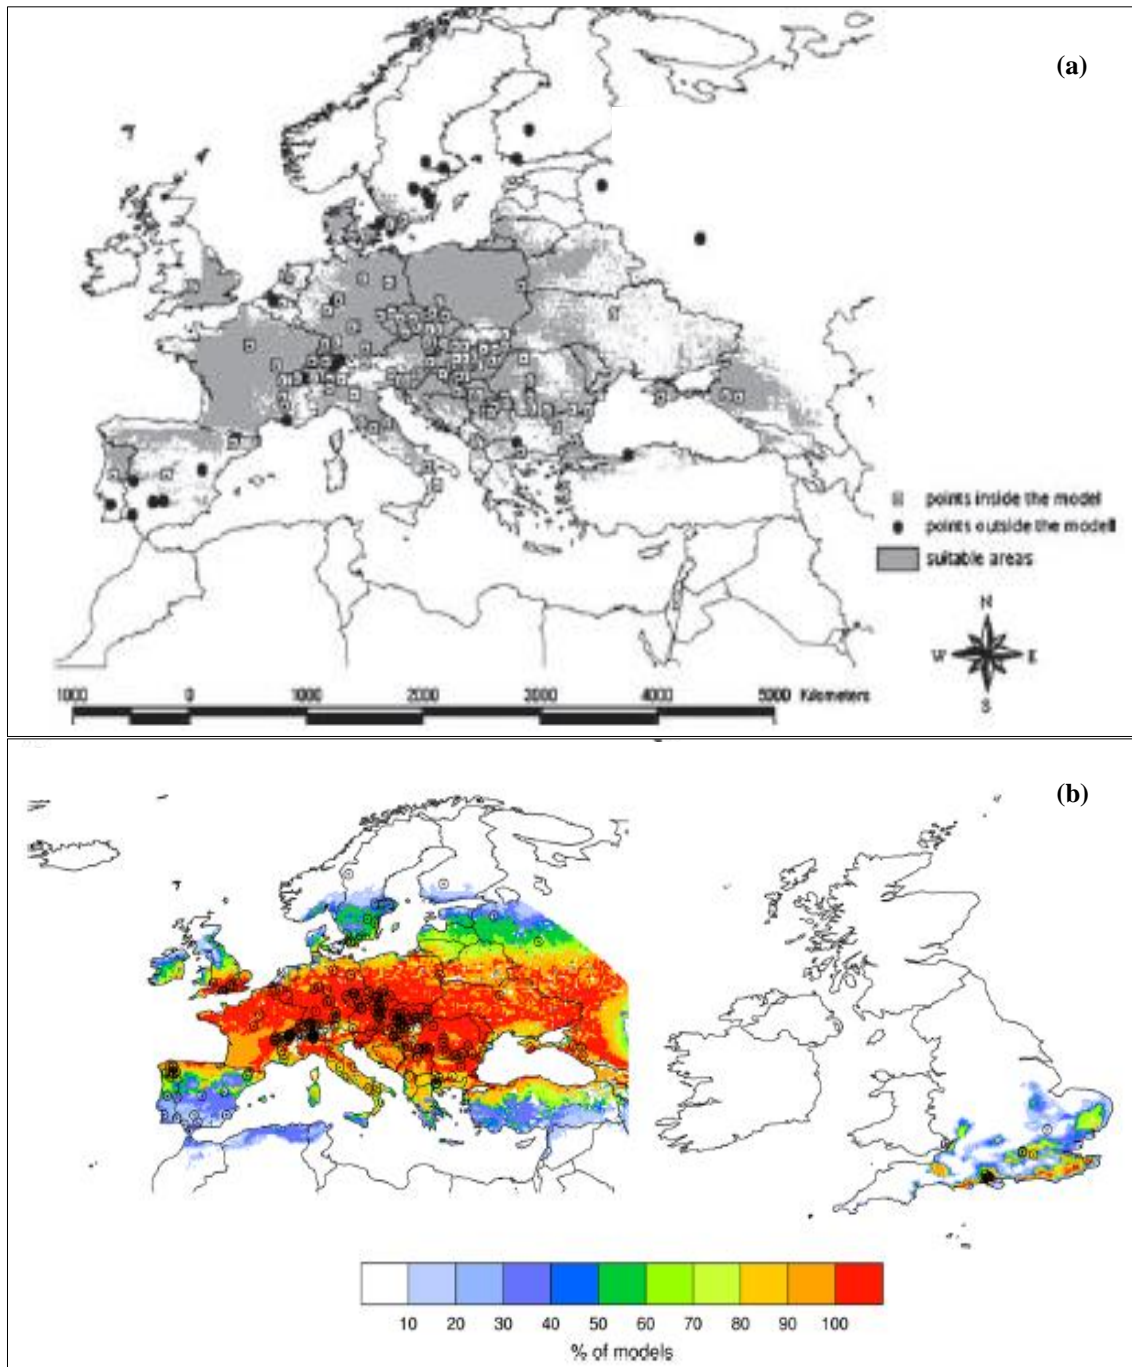 (a)
points inside the model
points outside the modell
suitable areas
N
W E
S
1000 0 1000 2000 3000 4000 5000 Kilometers
(b)
10 20 30 40 50 60 70 80 90 100
% of models